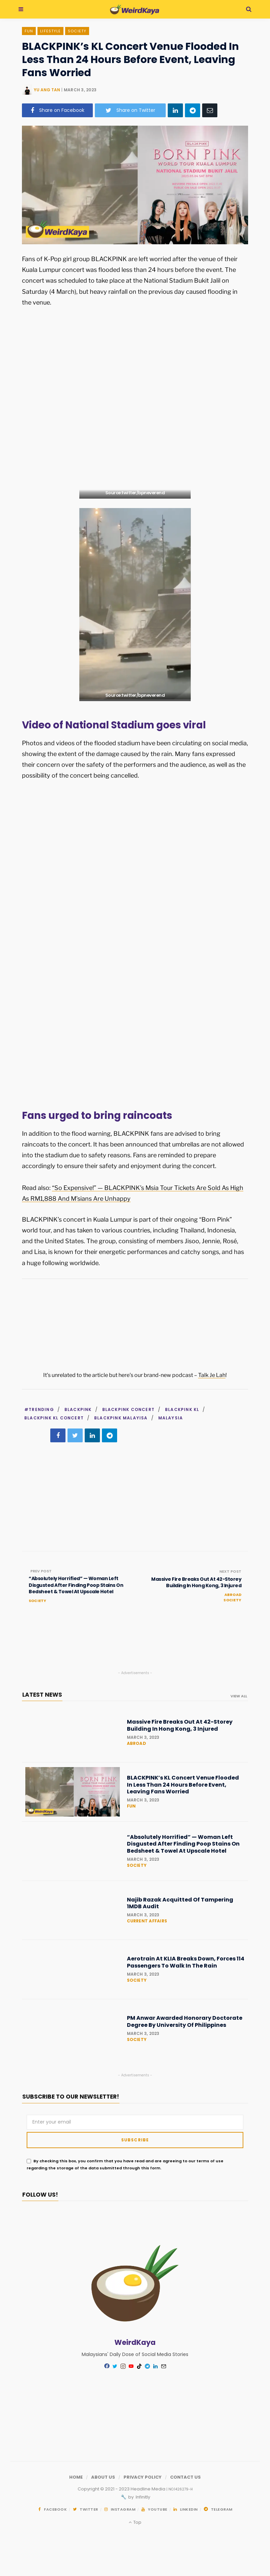 WeirdKaya
FUN LIFESTYLE SOCIETY
BLACKPINK's KL Concert Venue Flooded In
Less Than 24 Hours Before Event, Leaving
Fans Worried
MARCH 3, 2023
Share on Facebook
Share on Twitter
BORN PINK
WORLD TOUR KUALA LUMPUR
NATIONAL STADIUM BUKIT JALIL
WeirdKaya
Fans of K-Pop girl group BLACKPINK are left worried after the venue of their
Kuala Lumpur concert was flooded less than 24 hours before the event. The
concert was scheduled to take place at the National Stadium Bukit Jalil on
Saturday (4 March), but heavy rainfall on the previous day caused flooding in
the venue.
Video of National Stadium goes viral
Photos and videos of the flooded stadium have been circulating on social media,
showing the extent of the damage caused by the rain. Many fans expressed
their concern over the safety of the performers and the audience, as well as the
possibility of the concert being cancelled.
Fans urged to bring raincoats
In addition to the flood warning, BLACKPINK fans are advised to bring
raincoats to the concert. It has been announced that umbrellas are not allowed
into the stadium due to safety reasons. Fans are reminded to prepare
accordingly to ensure their safety and enjoyment during the concert.
Read also: “So Expensive!” — BLACKPINK's Msia Tour Tickets Are Sold As High
As RM1,888 And M'sians Are Unhappy
BLACKPINK's concert in Kuala Lumpur is part of their ongoing “Born Pink”
world tour, and has taken to various countries, including Thailand, Indonesia,
and the United States. The group, consisting of members Jisoo, Jennie, Rosé,
and Lisa, is known for their energetic performances and catchy songs, and has
a huge following worldwide.
It's unrelated to the article but here's our brand-new podcast – Talk Je Lah!
#TRENDING / BLACKPINK / BLACKPINK CONCERT / BLACKPINK KL /
BLACKPINK KL CONCERT / BLACKPINK MALAYISA / MALAYSIA
PREV POST
“Absolutely Horrified” — Woman Left
Disgusted After Finding Poop Stains On
Bedsheet & Towel At Upscale Hotel
SOCIETY
NEXT POST
Massive Fire Breaks Out At 42-Storey
Building In Hong Kong, 3 Injured
ABROAD
SOCIETY
- Advertisements -
LATEST NEWS
VIEW ALL
Massive Fire Breaks Out At 42-Storey
Building In Hong Kong, 3 Injured
MARCH 3, 2023
ABROAD
BLACKPINK's KL Concert Venue Flooded
In Less Than 24 Hours Before Event,
Leaving Fans Worried
MARCH 3, 2023
FUN
“Absolutely Horrified” — Woman Left
Disgusted After Finding Poop Stains On
Bedsheet & Towel At Upscale Hotel
MARCH 3, 2023
SOCIETY
Najib Razak Acquitted Of Tampering
1MDB Audit
MARCH 3, 2023
CURRENT AFFAIRS
Aerotrain At KLIA Breaks Down, Forces 114
Passengers To Walk In The Rain
MARCH 3, 2023
SOCIETY
PM Anwar Awarded Honorary Doctorate
Degree By University Of Philippines
MARCH 3, 2023
SOCIETY
- Advertisements -
SUBSCRIBE TO OUR NEWSLETTER!
Enter your email
SUBSCRIBE
By checking this box, you confirm that you have read and are agreeing to our terms of use
regarding the storage of the data submitted through this form.
FOLLOW US!
WeirdKaya
Malaysians' Daily Dose of Social Media Stories
HOME / ABOUT US / PRIVACY POLICY / CONTACT US
by Infinity
FACEBOOK TWITTER INSTAGRAM YOUTUBE LINKEDIN TELEGRAM
Top